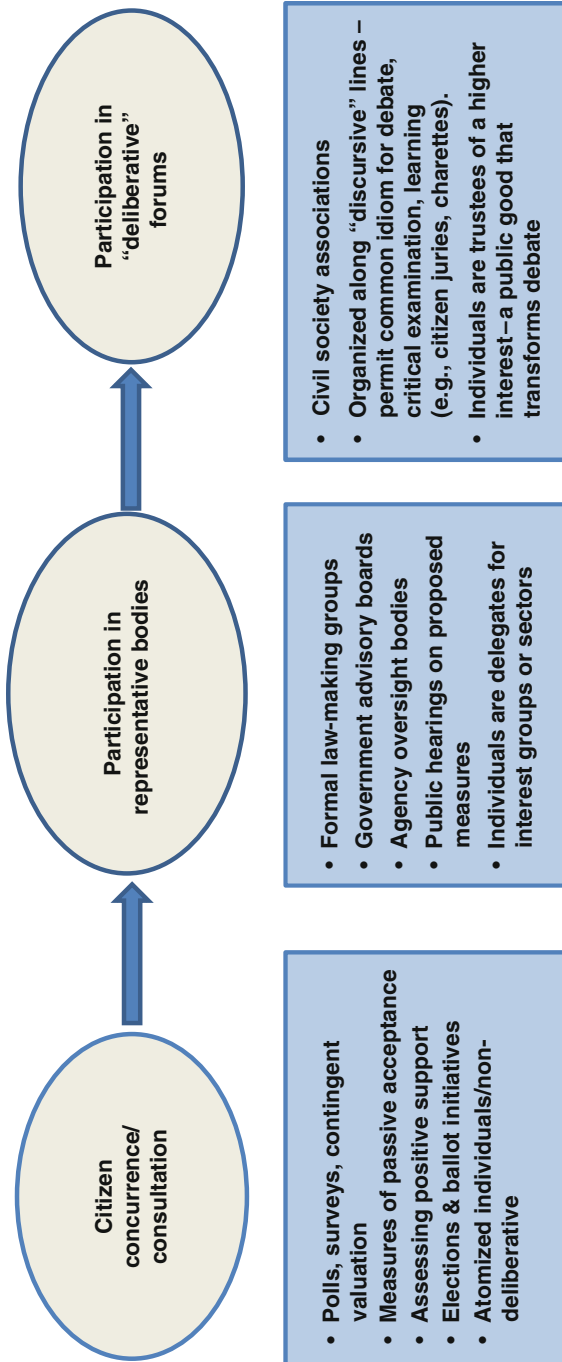 Citizen
concurrence/
consultation
Participation in
representative bodies
Participation in
“deliberative”
forums
• Polls, surveys, contingent
valuation
• Measures of passive acceptance
• Assessing positive support
• Elections & ballot initiatives
• Atomized individuals/non-
deliberative
• Formal law-making groups
• Government advisory boards
• Agency oversight bodies
• Public hearings on proposed
measures
• Individuals are delegates for
interest groups or sectors
• Civil society associations
• Organized along “discursive” lines –
permit common idiom for debate,
critical examination, learning
(e.g., citizen juries, charettes).
• Individuals are trustees of a higher
interest–a public good that
transforms debate